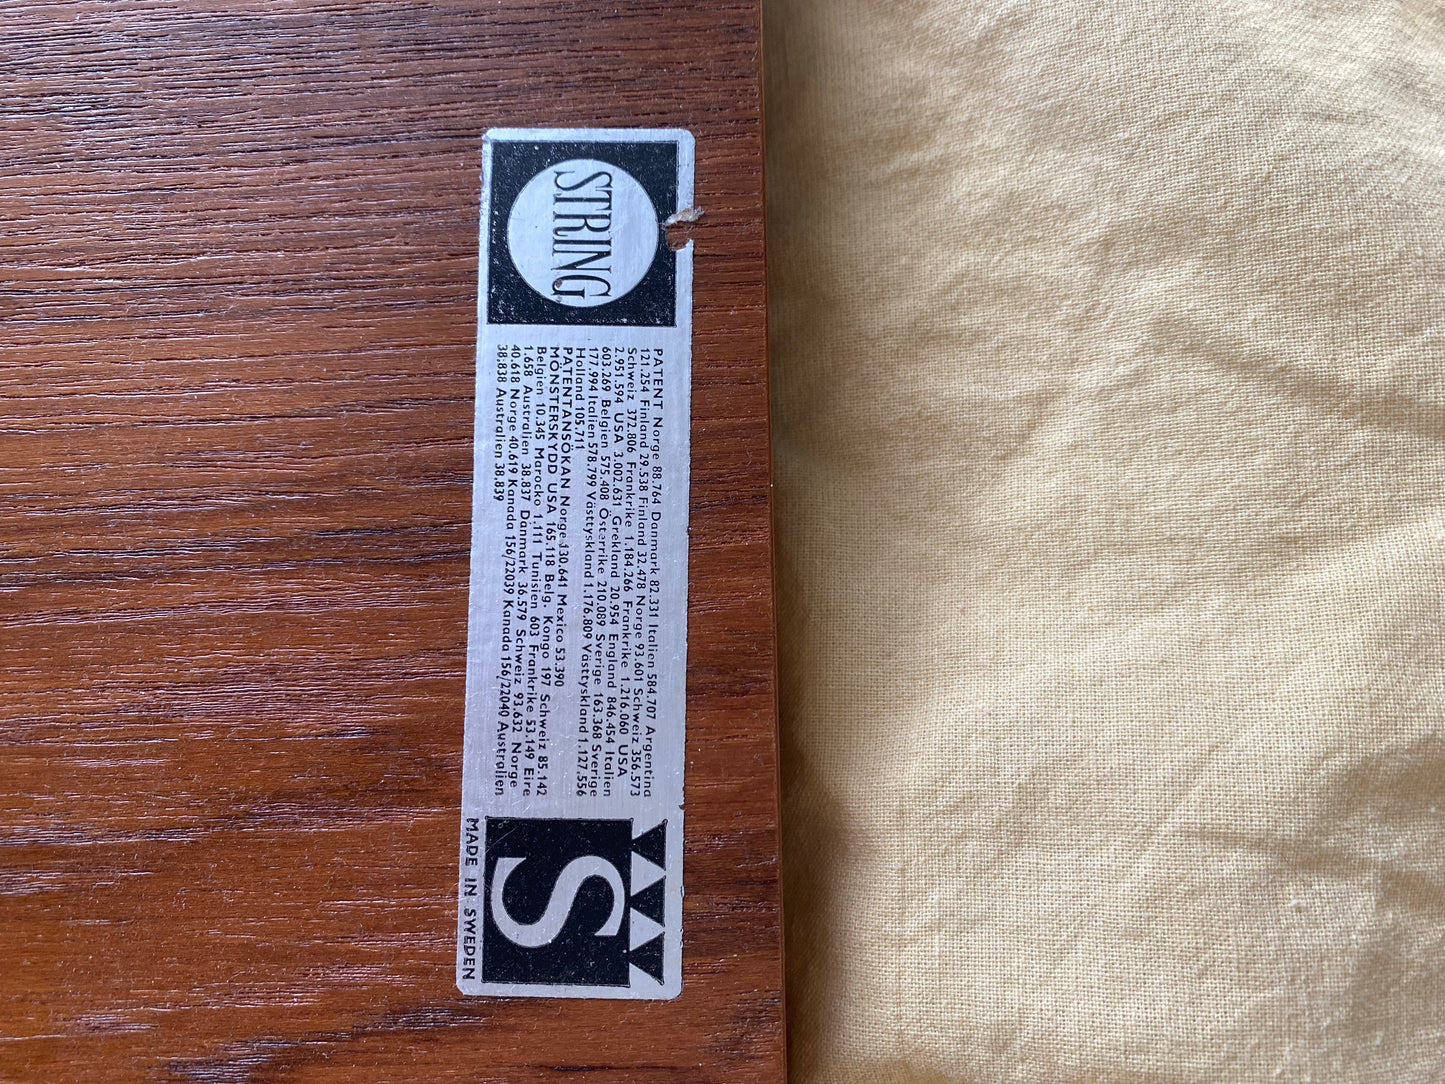 STRING
PATENT Norge 88.764 Danmark 82.331 Italien 584.707 Argentina
121.254 Finland 29.538 Finland 32.478 Norge 93.601 Schweiz 356.573
Schweiz 372.806 Frankrike 1.184.266 Frankrike 1.216.060 USA
2.951.594 USA 3.002.631 Grekland 20.954 England 846.454 Italien
603.269 Belgien 575.408 Österrike 210.089 Sverige 163.368 Sverige
177.994 Italien 578.799 Västtyskland 1.176.809 Västtyskland 1.127.556
Holland 105.711
PATENTANSÖKAN Norge 130.641 Mexico 53.390
MÖNSTERSKYDD USA 165.118 Belg. Kongo 197 Schweiz 85.142
Belgien 10.345 Marocko 1.111 Tunisien 603 Frankrike 53.149 Eire
1.658 Australien 38.837 Danmark 36.579 Schweiz 93.632 Norge
40.618 Norge 40.619 Kanada 156/22039 Kanada 156/22040 Australien
38.838 Australien 38.839
S
MADE IN SWEDEN